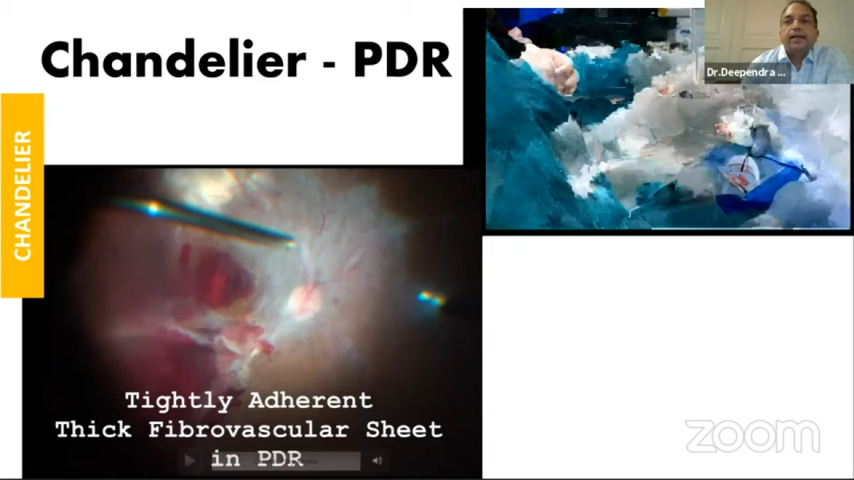 Chandelier - PDR
Dr.Deependra ...
CHANDELIER
Tightly Adherent
Thick Fibrovascular Sheet
in PDR
zoom